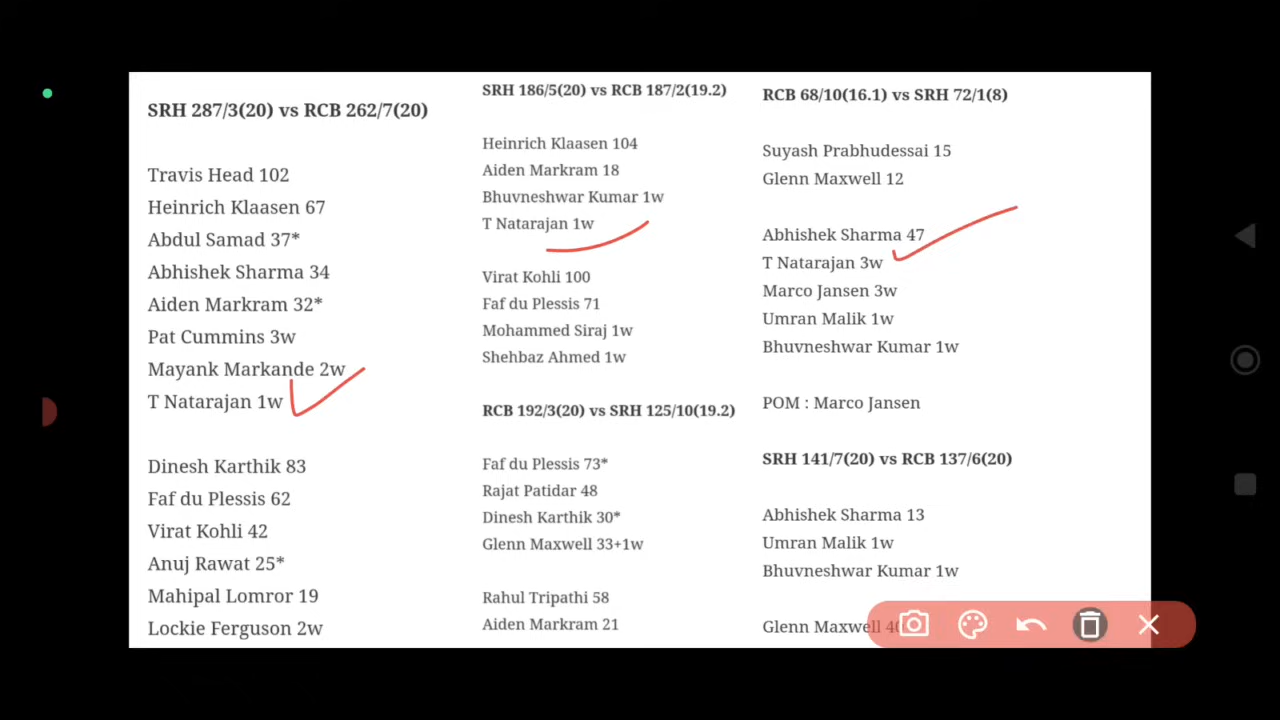 SRH 287/3(20) vs RCB 262/7(20)
Travis Head 102
Heinrich Klaasen 67
Abdul Samad 37*
Abhishek Sharma 34
Aiden Markram 32*
Pat Cummins 3w
Mayank Markande 2w
T Natarajan 1w
Dinesh Karthik 83
Faf du Plessis 62
Virat Kohli 42
Anuj Rawat 25*
Mahipal Lomror 19
Lockie Ferguson 2w
SRH 186/5(20) vs RCB 187/2(19.2)
Heinrich Klaasen 104
Aiden Markram 18
Bhuvneshwar Kumar 1w
T Natarajan 1w
Virat Kohli 100
Faf du Plessis 71
Mohammed Siraj 1w
Shehbaz Ahmed 1w
RCB 192/3(20) vs SRH 125/10(19.2)
Faf du Plessis 73*
Rajat Patidar 48
Dinesh Karthik 30*
Glenn Maxwell 33+1w
Rahul Tripathi 58
Aiden Markram 21
RCB 68/10(16.1) vs SRH 72/1(8)
Suyash Prabhudessai 15
Glenn Maxwell 12
Abhishek Sharma 47
T Natarajan 3w
Marco Jansen 3w
Umran Malik 1w
Bhuvneshwar Kumar 1w
POM : Marco Jansen
SRH 141/7(20) vs RCB 137/6(20)
Abhishek Sharma 13
Umran Malik 1w
Bhuvneshwar Kumar 1w
Glenn Maxwell